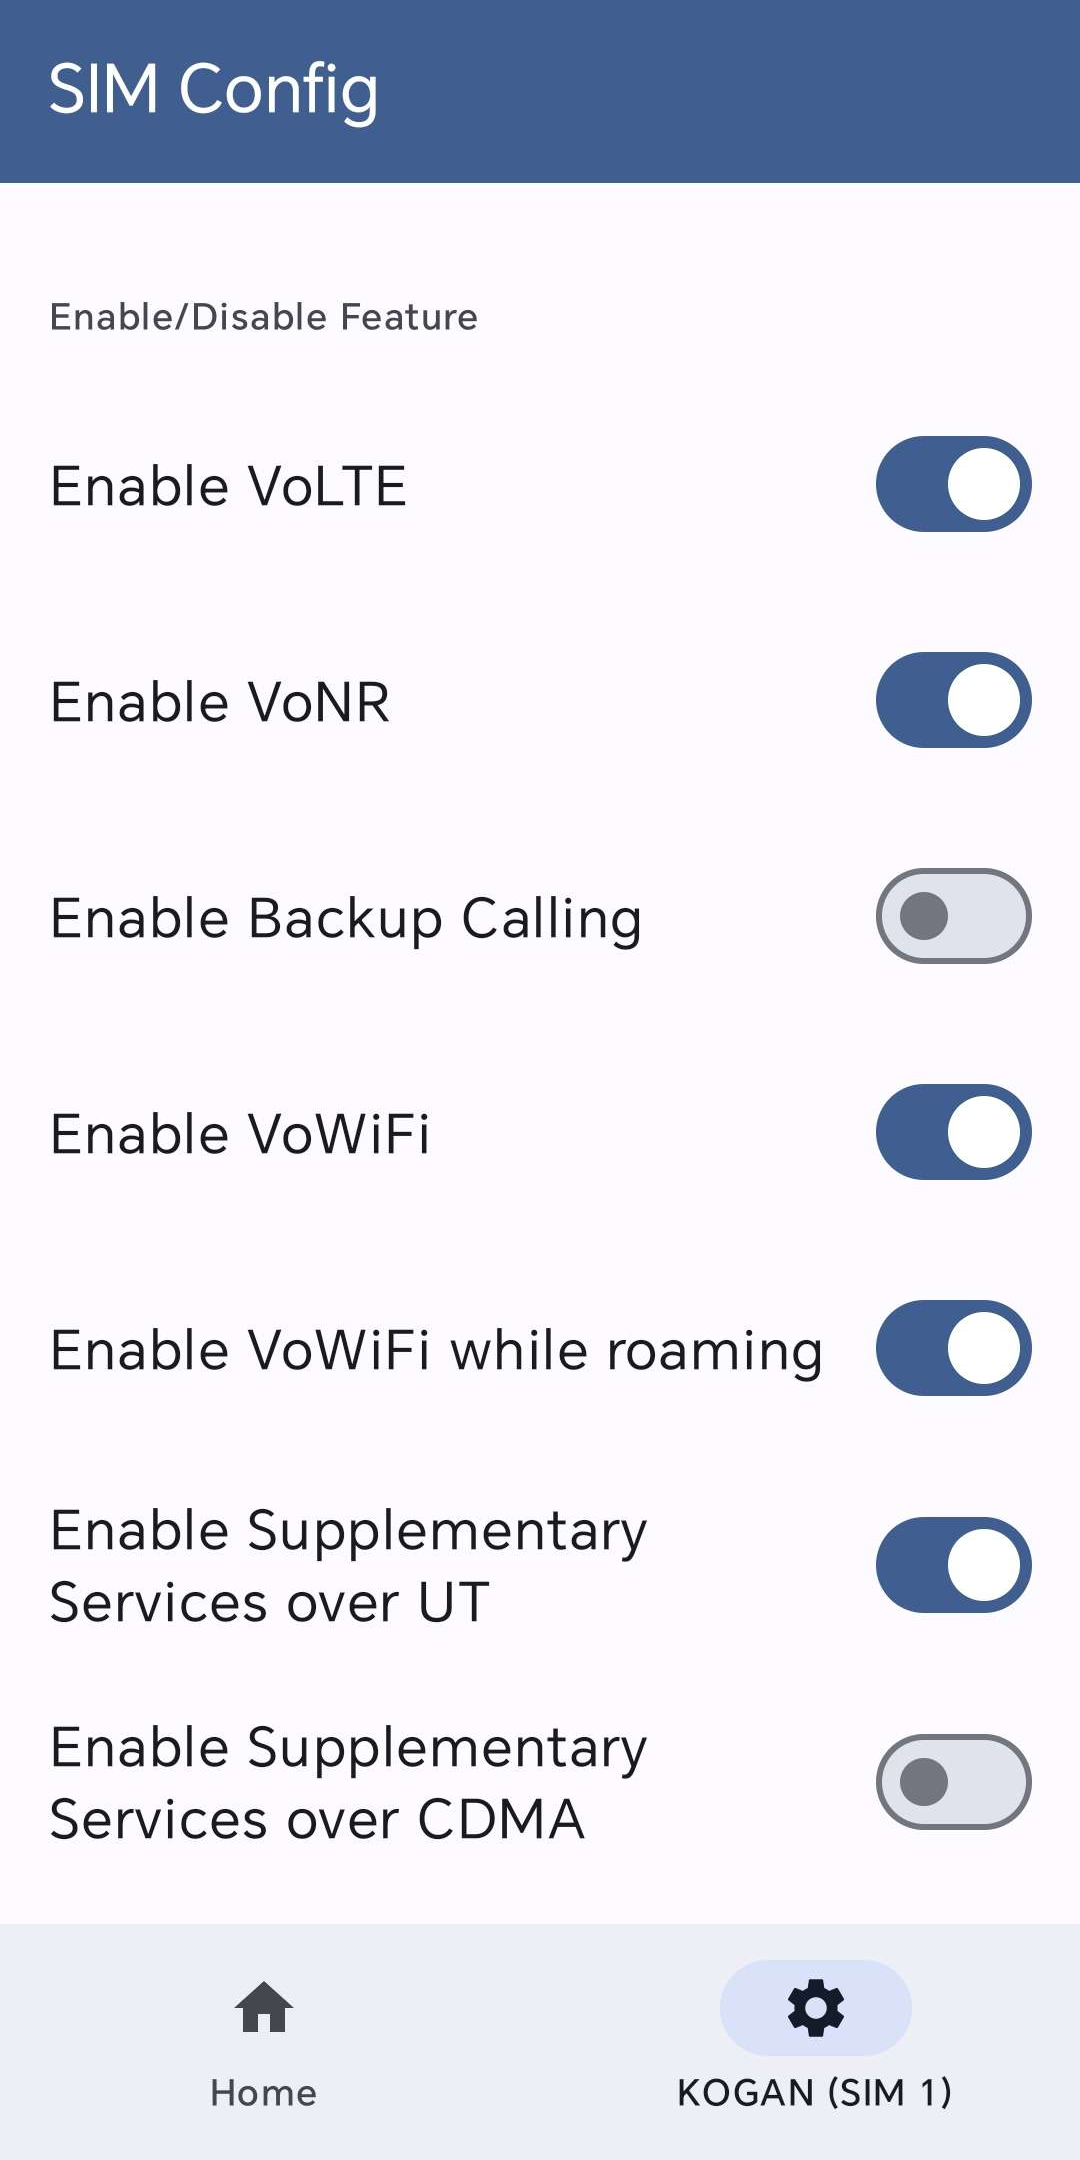 SIM Config
Enable/Disable Feature
Enable VoLTE
Enable VoNR
Enable Backup Calling
Enable VoWiFi
Enable VoWiFi while roaming
Enable Supplementary
Services over UT
Enable Supplementary
Services over CDMA
Home
KOGAN (SIM 1)